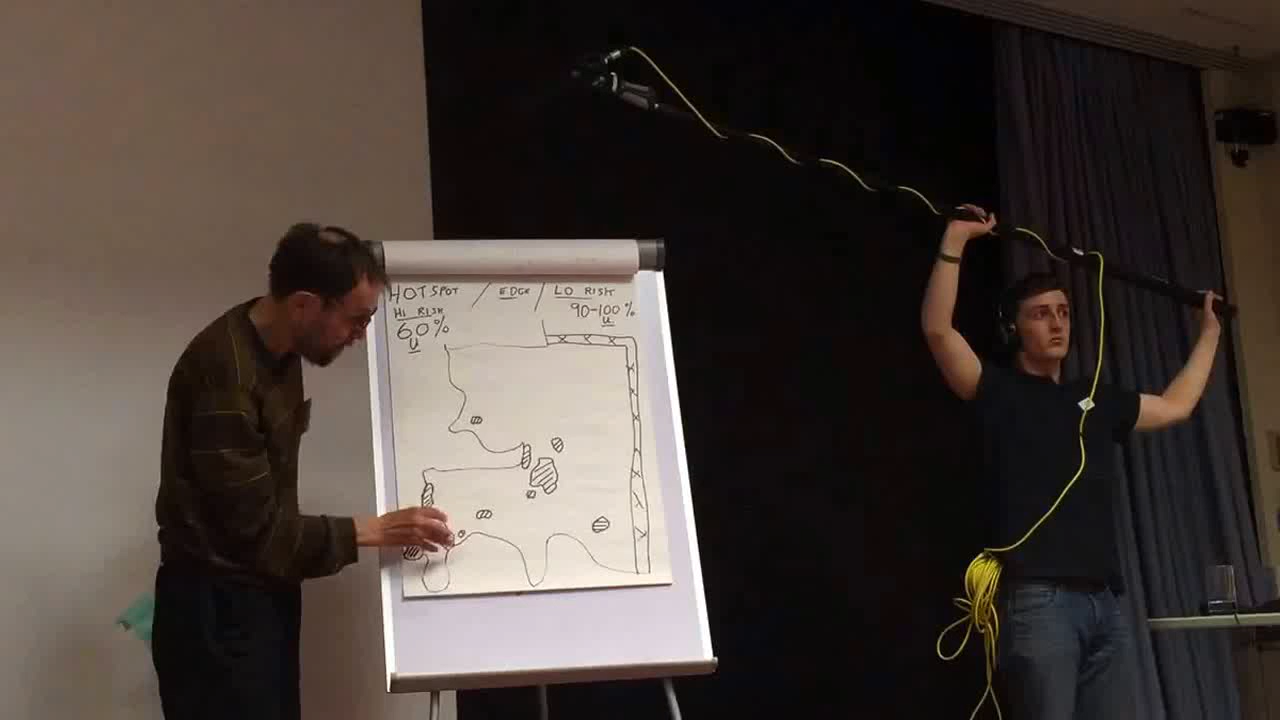 HOTSPOT / EDGE / LO RISK
HI RISK 90-100%
60% U
U